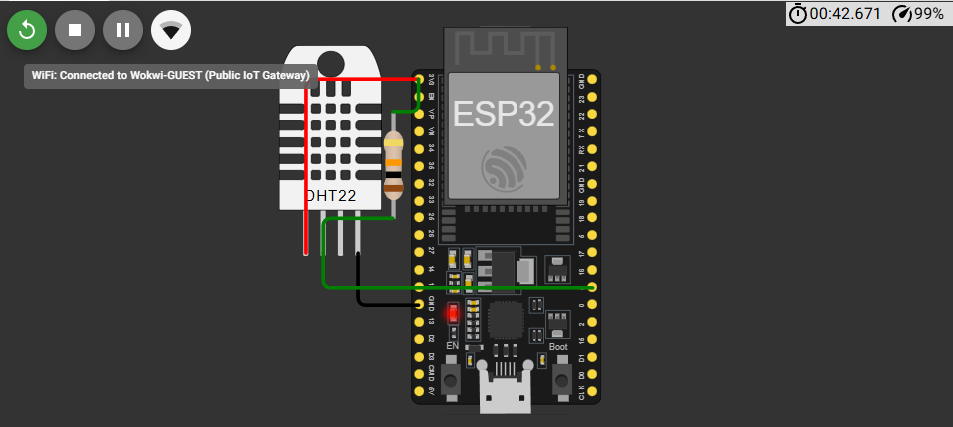 00:42.671 99%
WiFi: Connected to Wokwi-GUEST (Public IoT Gateway)
ESP32
DHT22
3V3
EN
VP
VN
34
35
32
33
25
26
27
14
GND
13
D2
D3
CMD
5V
GND
23
22
TX
RX
21
GND
19
18
5
17
16
0
2
15
D1
D0
CLK
EN
Boot